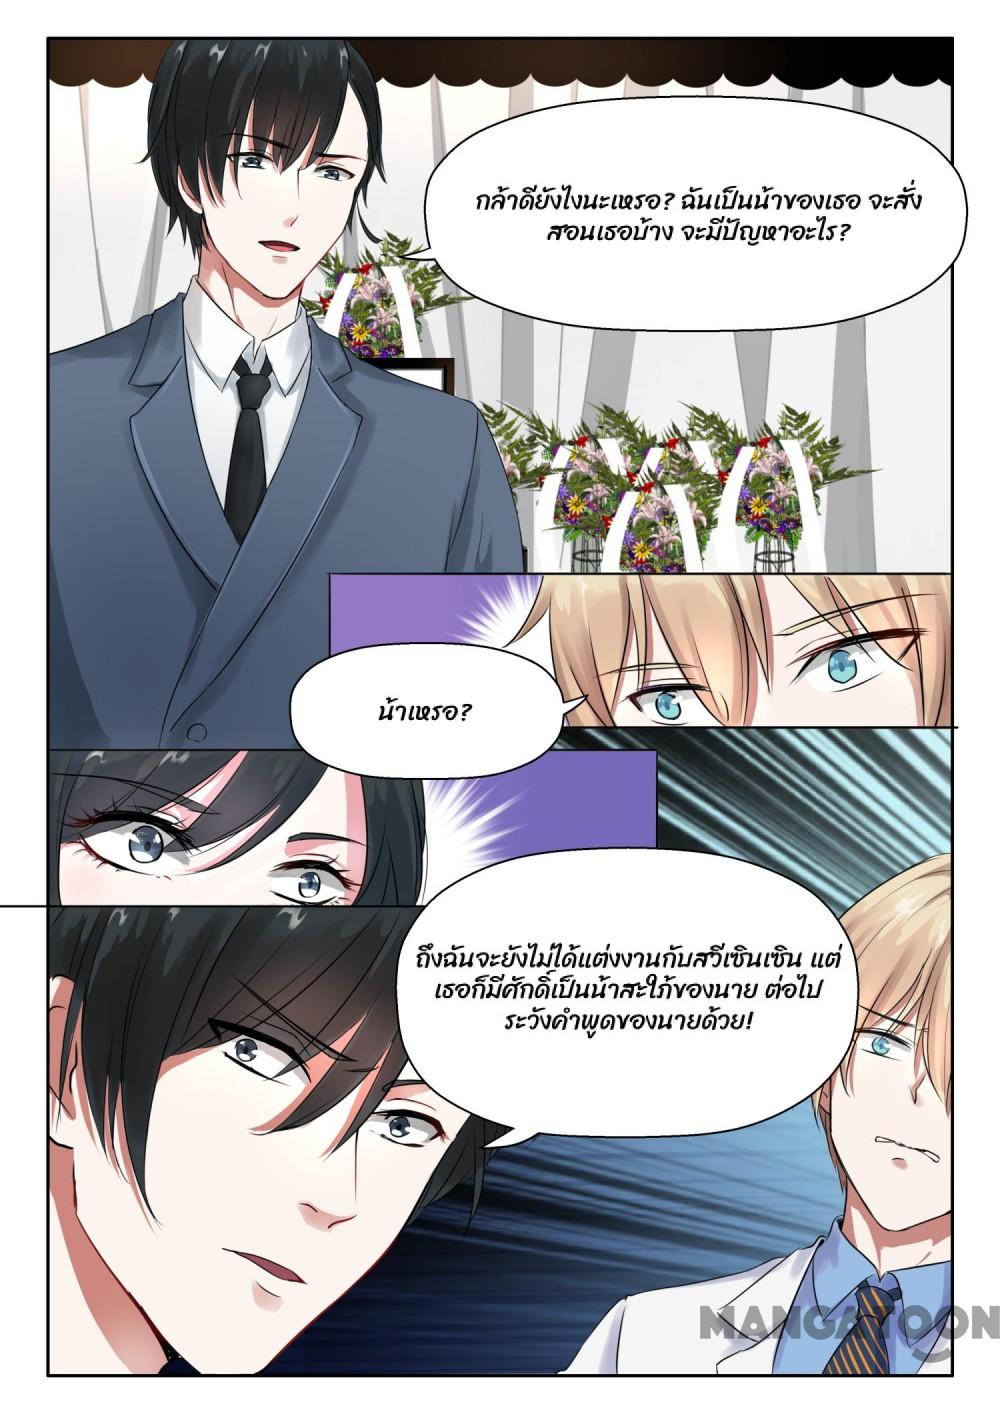 กล้าดียังไงนะเหรอ? ฉันเป็นน้าของเธอ จะสั่ง
สอนเธอบ้าง จะมีปัญหาอะไร?
น้าเหรอ?
ถึงฉันจะยังไม่ได้แต่งงานกับสวีเซินเซิน แต่
เธอก็มีศักดิ์เป็นน้าสะใภ้ของนาย ต่อไป
ระวังคำพูดของนายด้วย!
MANGATOON